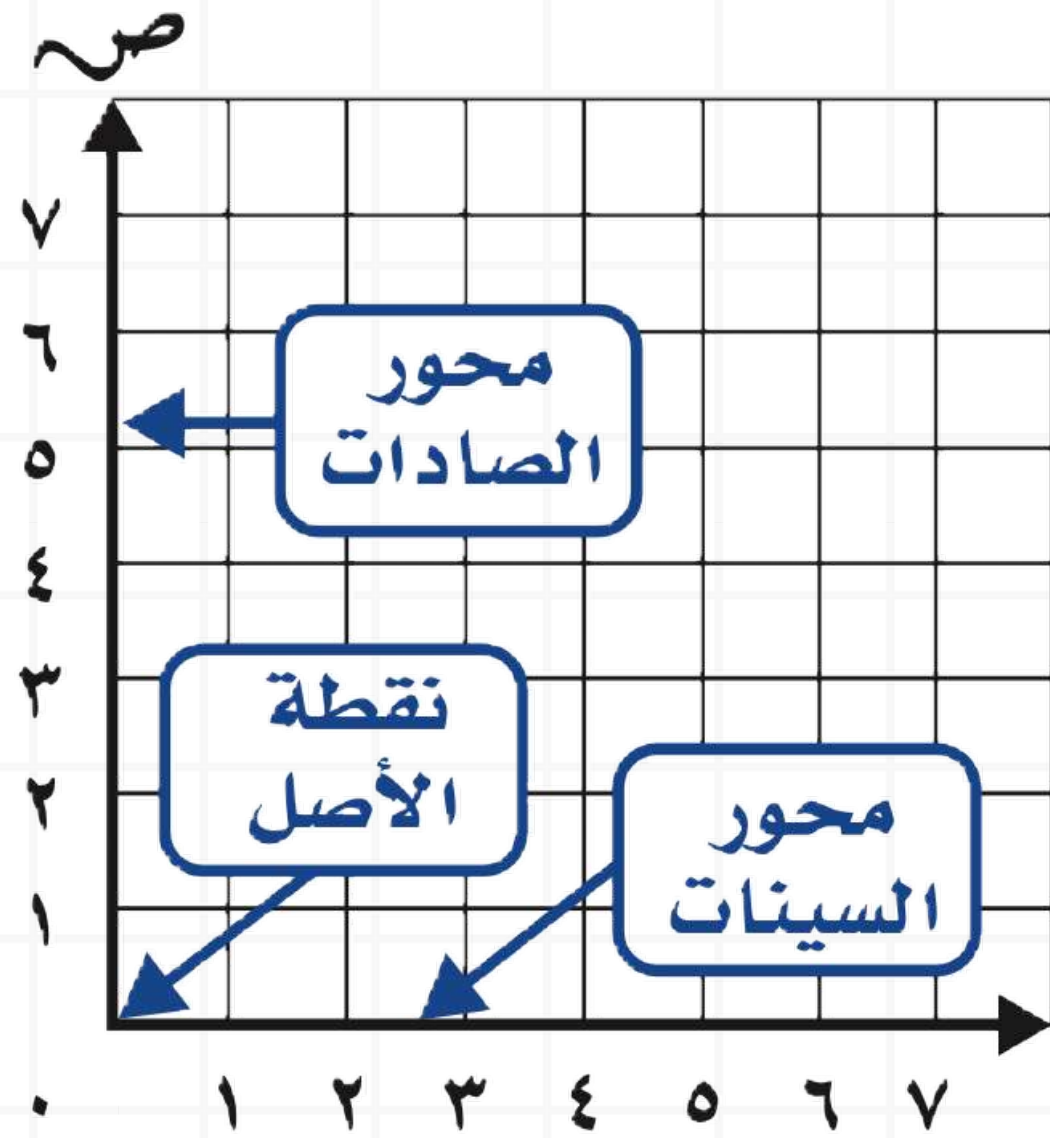 ص
٧
٦
٥
٤
٣
٢
١
محور
الصادات
نقطة
الأصل
محور
السينات
٠ ١ ٢ ٣ ٤ ٥ ٦ ٧